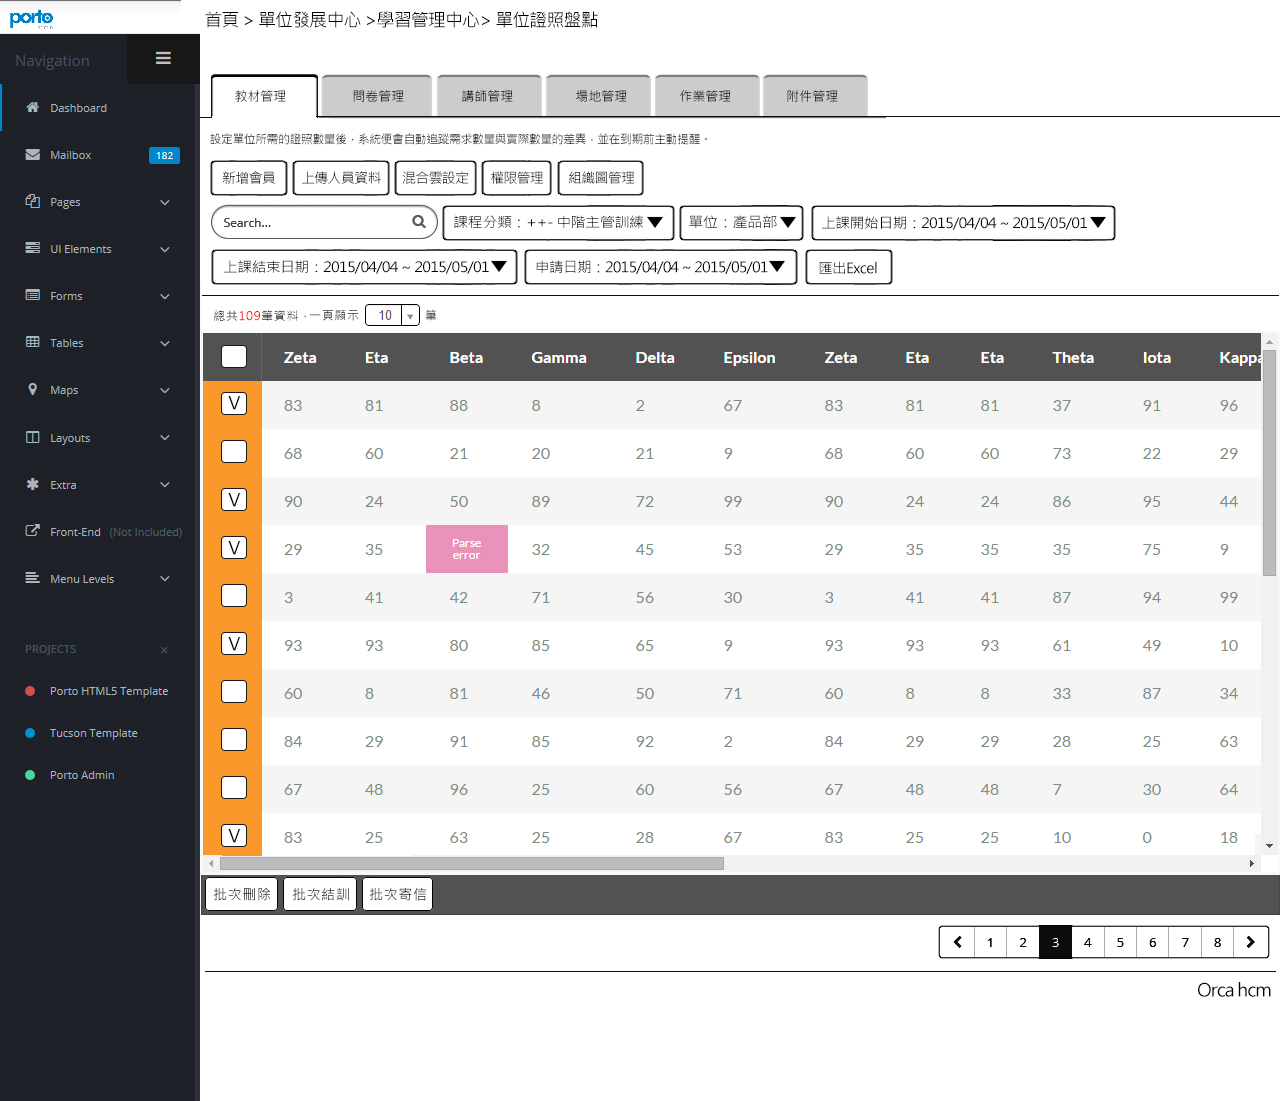 porto
首頁 > 單位發展中心 >學習管理中心> 單位證照盤點
Navigation
Dashboard
Mailbox 182
Pages
UI Elements
Forms
Tables
Maps
Layouts
Extra
Front-End (Not Included)
Menu Levels
PROJECTS ×
Porto HTML5 Template
Tucson Template
Porto Admin
教材管理 問卷管理 講師管理 場地管理 作業管理 附件管理
設定單位所需的證照數量後，系統便會自動追蹤需求數量與實際數量的差異，並在到期前主動提醒。
新增會員 上傳人員資料 混合雲設定 權限管理 組織圖管理
Search... 課程分類：++- 中階主管訓練▼ 單位：產品部▼ 上課開始日期：2015/04/04 ~ 2015/05/01▼
上課結束日期：2015/04/04 ~ 2015/05/01▼ 申請日期：2015/04/04 ~ 2015/05/01▼ 匯出Excel
總共109筆資料，一頁顯示 10 筆
Zeta Eta Beta Gamma Delta Epsilon Zeta Eta Eta Theta Iota Kappa
V 83 81 88 8 2 67 83 81 81 37 91 96
68 60 21 20 21 9 68 60 60 73 22 29
V 90 24 50 89 72 99 90 24 24 86 95 44
V 29 35 Parse error 32 45 53 29 35 35 35 75 9
3 41 42 71 56 30 3 41 41 87 94 99
V 93 93 80 85 65 9 93 93 93 61 49 10
60 8 81 46 50 71 60 8 8 33 87 34
84 29 91 85 92 2 84 29 29 28 25 63
67 48 96 25 60 56 67 48 48 7 30 64
V 83 25 63 25 28 67 83 25 25 10 0 18
批次刪除 批次結訓 批次寄信
1 2 3 4 5 6 7 8
Orca hcm